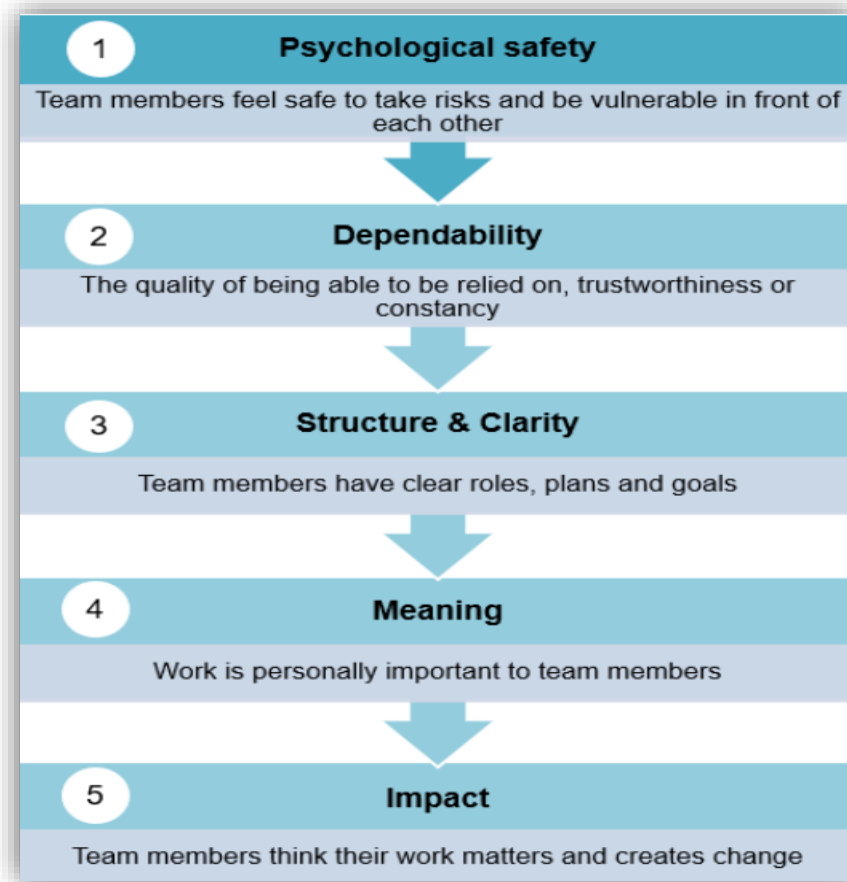 1
Psychological safety
Team members feel safe to take risks and be vulnerable in front of
each other
2
Dependability
The quality of being able to be relied on, trustworthiness or
constancy
3
Structure & Clarity
Team members have clear roles, plans and goals
4
Meaning
Work is personally important to team members
5
Impact
Team members think their work matters and creates change